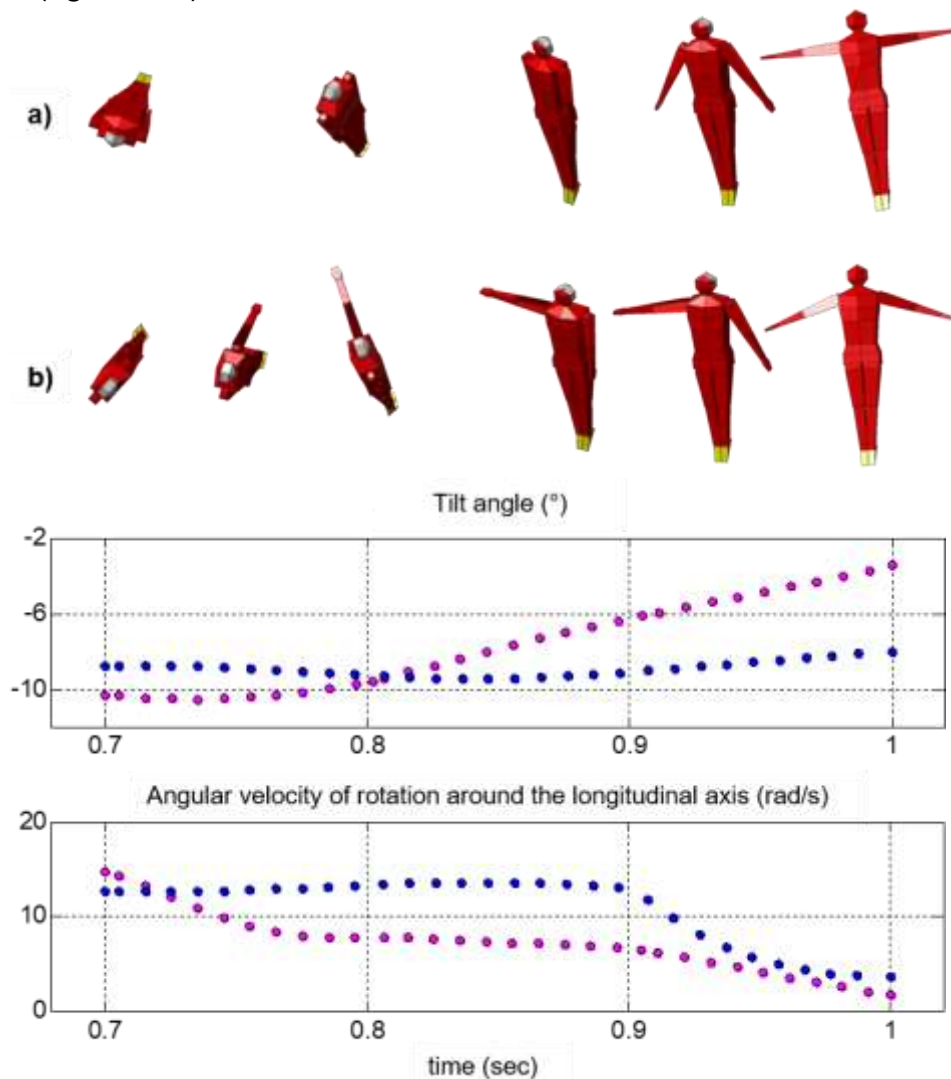 a)
b)
Tilt angle (°)
-2
-6
-10
0.7 0.8 0.9 1
Angular velocity of rotation around the longitudinal axis (rad/s)
20
10
0
0.7 0.8 0.9 1
time (sec)